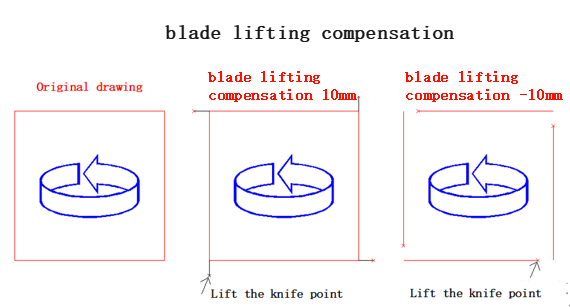 blade lifting compensation
Original drawing
blade lifting
compensation 10mm
blade lifting
compensation -10mm
Lift the knife point
Lift the knife point